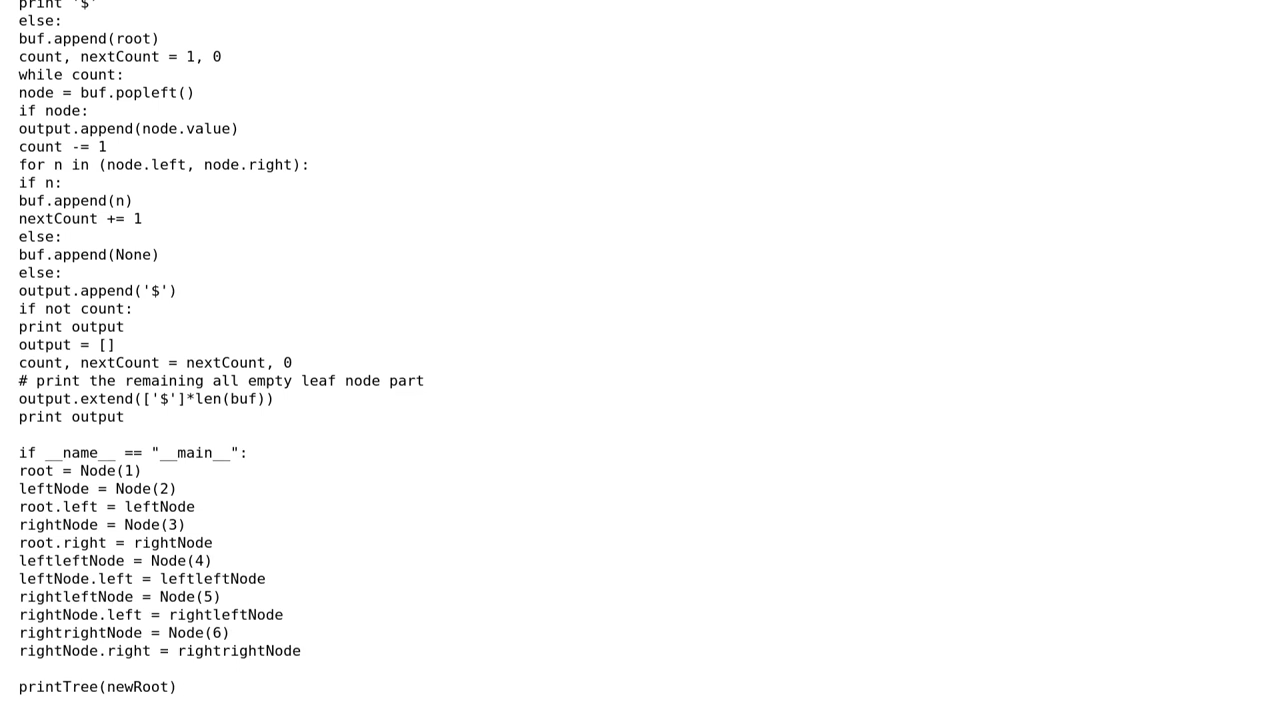 print '$'
else:
buf.append(root)
count, nextCount = 1, 0
while count:
node = buf.popleft()
if node:
output.append(node.value)
count -= 1
for n in (node.left, node.right):
if n:
buf.append(n)
nextCount += 1
else:
buf.append(None)
else:
output.append('$')
if not count:
print output
output = []
count, nextCount = nextCount, 0
# print the remaining all empty leaf node part
output.extend(['$']*len(buf))
print output

if __name__ == "__main__":
root = Node(1)
leftNode = Node(2)
root.left = leftNode
rightNode = Node(3)
root.right = rightNode
leftleftNode = Node(4)
leftNode.left = leftleftNode
rightleftNode = Node(5)
rightNode.left = rightleftNode
rightrightNode = Node(6)
rightNode.right = rightrightNode

printTree(newRoot)